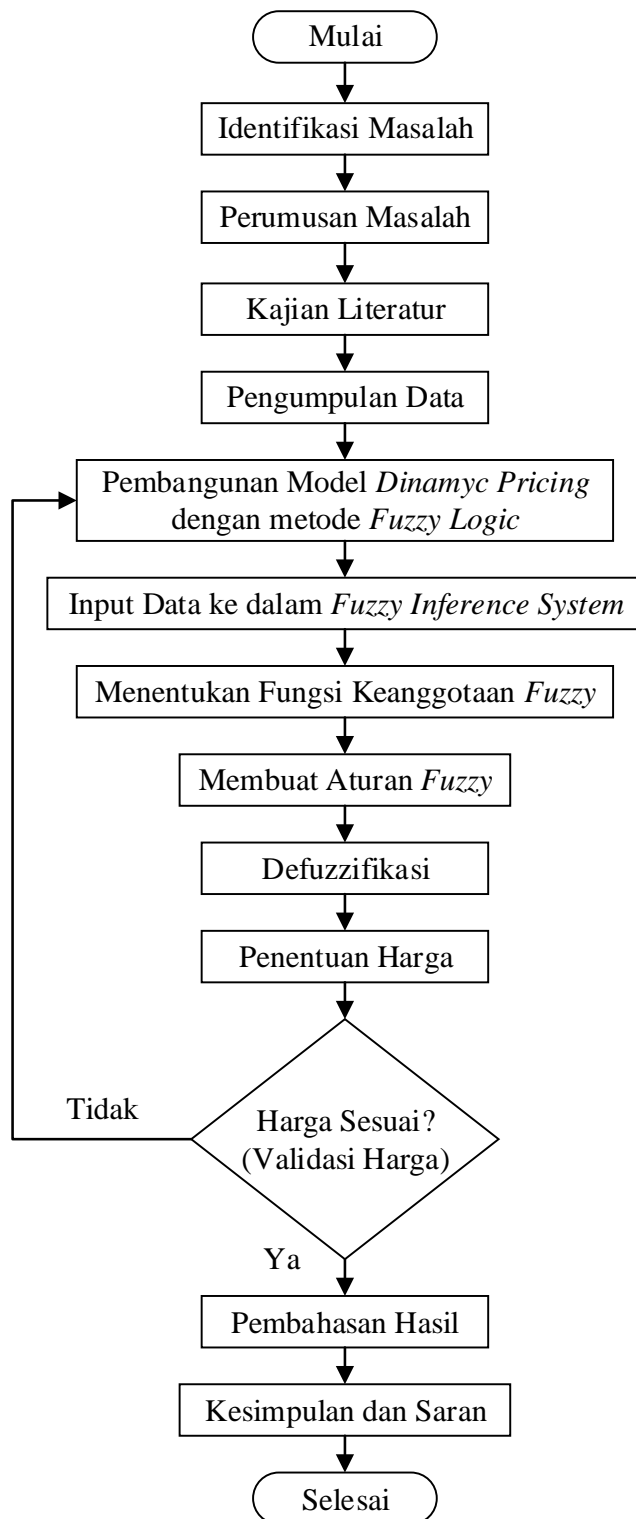 Mulai
Identifikasi Masalah
Perumusan Masalah
Kajian Literatur
Pengumpulan Data
Pembangunan Model Dinamyc Pricing
dengan metode Fuzzy Logic
Input Data ke dalam Fuzzy Inference System
Menentukan Fungsi Keanggotaan Fuzzy
Membuat Aturan Fuzzy
Defuzzifikasi
Penentuan Harga
Tidak
Harga Sesuai?
(Validasi Harga)
Ya
Pembahasan Hasil
Kesimpulan dan Saran
Selesai